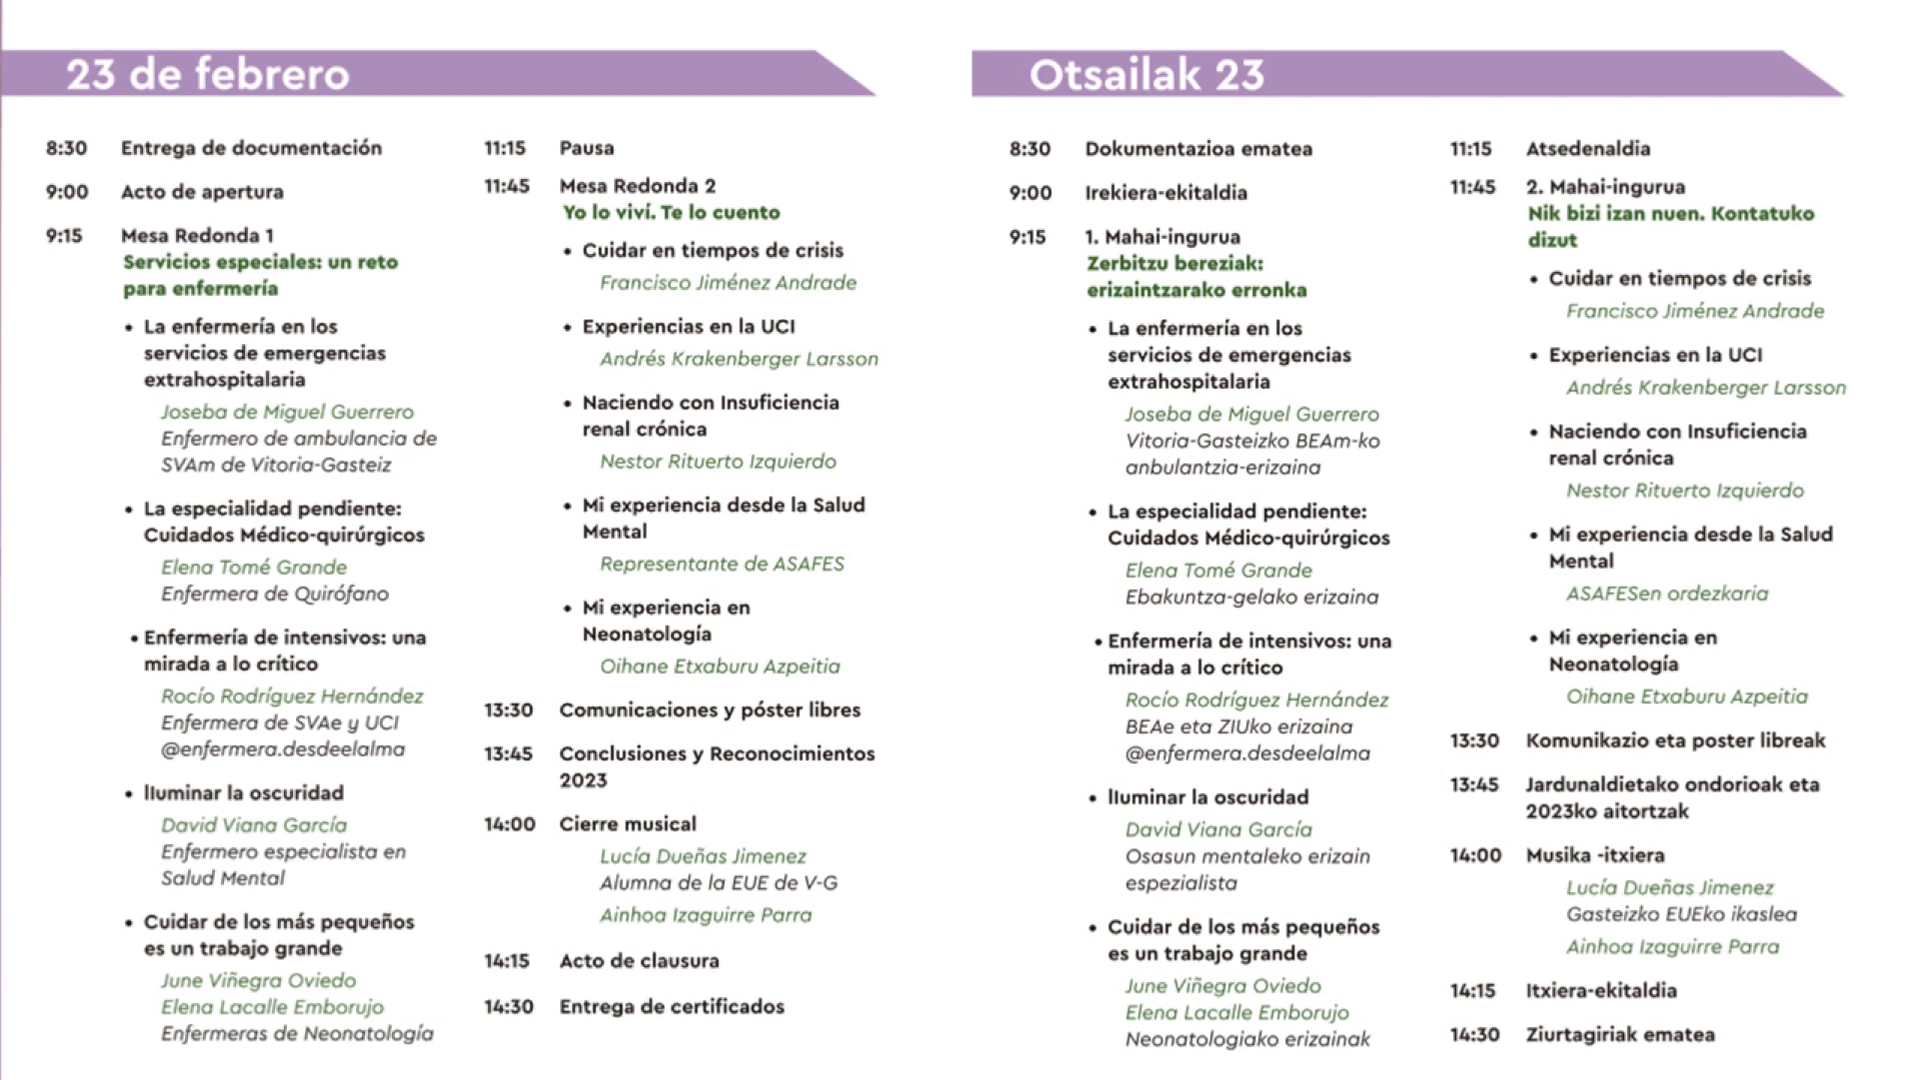 23 de febrero
8:30 Entrega de documentación
9:00 Acto de apertura
9:15 Mesa Redonda 1
Servicios especiales: un reto
para enfermería
• La enfermería en los
servicios de emergencias
extrahospitalaria
Joseba de Miguel Guerrero
Enfermero de ambulancia de
SVAm de Vitoria-Gasteiz
• La especialidad pendiente:
Cuidados Médico-quirúrgicos
Elena Tomé Grande
Enfermera de Quirófano
• Enfermería de intensivos: una
mirada a lo crítico
Rocío Rodríguez Hernández
Enfermera de SVAe y UCI
@enfermera.desdeelalma
• Iluminar la oscuridad
David Viana García
Enfermero especialista en
Salud Mental
• Cuidar de los más pequeños
es un trabajo grande
June Viñegra Oviedo
Elena Lacalle Emborujo
Enfermeras de Neonatología
11:15 Pausa
11:45 Mesa Redonda 2
Yo lo viví. Te lo cuento
• Cuidar en tiempos de crisis
Francisco Jiménez Andrade
• Experiencias en la UCI
Andrés Krakenberger Larsson
• Naciendo con Insuficiencia
renal crónica
Nestor Rituerto Izquierdo
• Mi experiencia desde la Salud
Mental
Representante de ASAFES
• Mi experiencia en
Neonatología
Oihane Etxaburu Azpeitia
13:30 Comunicaciones y póster libres
13:45 Conclusiones y Reconocimientos
2023
14:00 Cierre musical
Lucía Dueñas Jimenez
Alumna de la EUE de V-G
Ainhoa Izaguirre Parra
14:15 Acto de clausura
14:30 Entrega de certificados
Otsailak 23
8:30 Dokumentazioa ematea
9:00 Irekiera-ekitaldia
9:15 1. Mahai-ingurua
Zerbitzu bereziak:
erizaintzarako erronka
• La enfermería en los
servicios de emergencias
extrahospitalaria
Joseba de Miguel Guerrero
Vitoria-Gasteizko BEAm-ko
anbulantzia-erizaina
• La especialidad pendiente:
Cuidados Médico-quirúrgicos
Elena Tomé Grande
Ebakuntza-gelako erizaina
• Enfermería de intensivos: una
mirada a lo crítico
Rocío Rodríguez Hernández
BEAe eta ZIUko erizaina
@enfermera.desdeelalma
• Iluminar la oscuridad
David Viana García
Osasun mentaleko erizain
espezialista
• Cuidar de los más pequeños
es un trabajo grande
June Viñegra Oviedo
Elena Lacalle Emborujo
Neonatologiako erizainak
11:15 Atsedenaldia
11:45 2. Mahai-ingurua
Nik bizi izan nuen. Kontatuko
dizut
• Cuidar en tiempos de crisis
Francisco Jiménez Andrade
• Experiencias en la UCI
Andrés Krakenberger Larsson
• Naciendo con Insuficiencia
renal crónica
Nestor Rituerto Izquierdo
• Mi experiencia desde la Salud
Mental
ASAFESen ordezkaria
• Mi experiencia en
Neonatología
Oihane Etxaburu Azpeitia
13:30 Komunikazio eta poster libreak
13:45 Jardunaldietako ondorioak eta
2023ko aitortzak
14:00 Musika -itxiera
Lucía Dueñas Jimenez
Gasteizko EUEko ikaslea
Ainhoa Izaguirre Parra
14:15 Itxiera-ekitaldia
14:30 Ziurtagiriak ematea